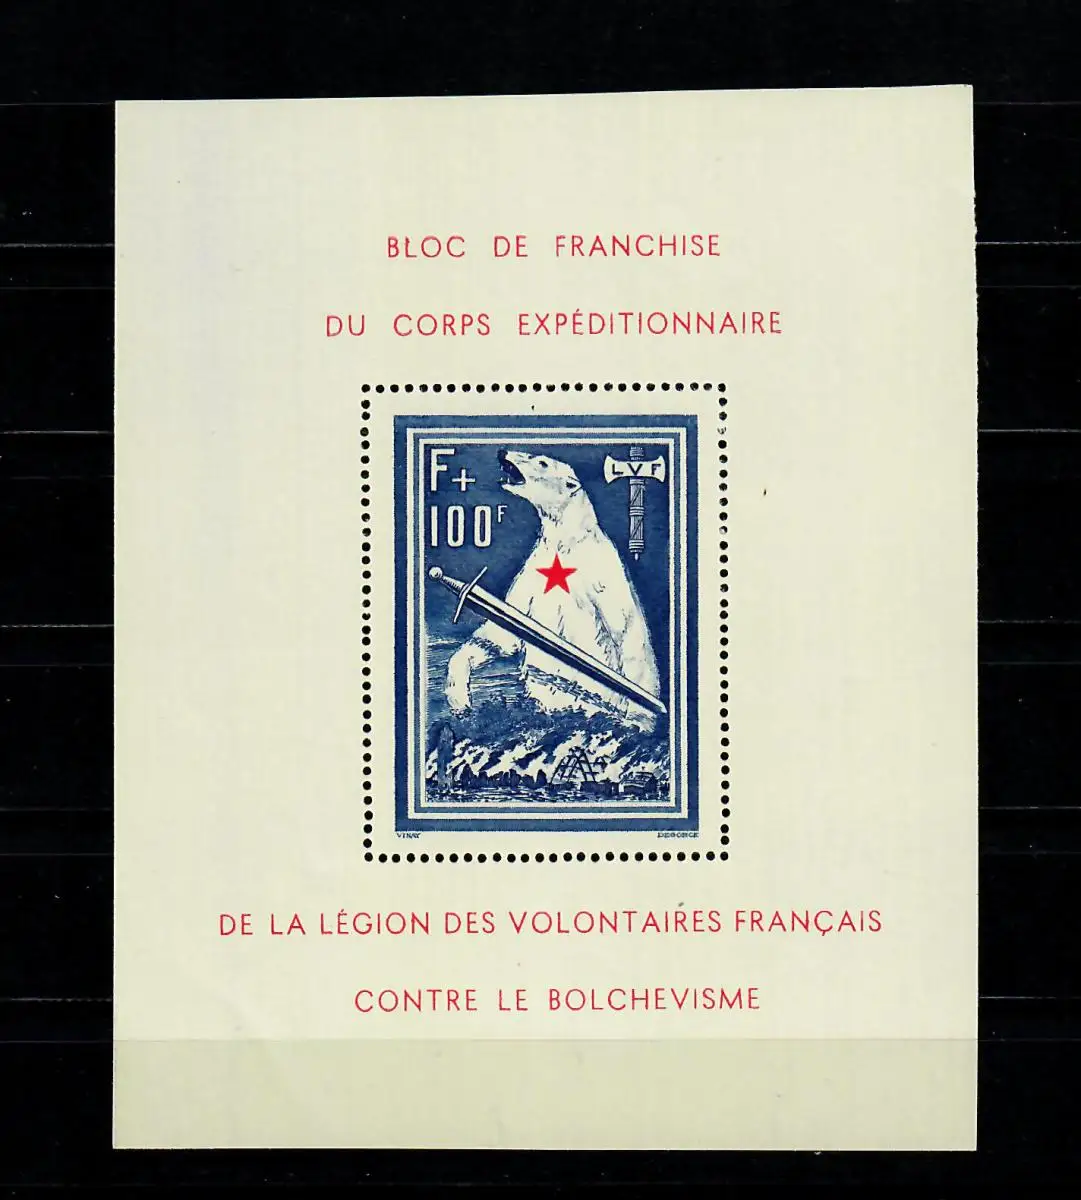 BLOC DE FRANCHISE
DU CORPS EXPÉDITIONNAIRE
F+
100F
LVF
VINAY
DEGORCE
DE LA LÉGION DES VOLONTAIRES FRANÇAIS
CONTRE LE BOLCHEVISME